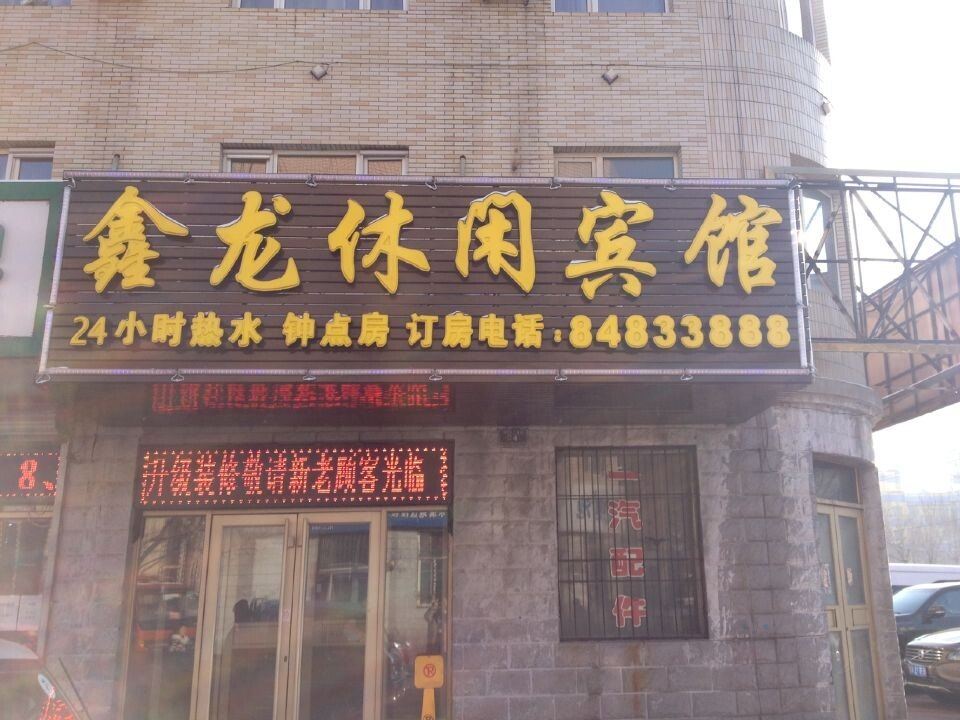 鑫龙休闲宾馆
24小时热水 钟点房 订房电话:84833888
8、
升级装修敬请新老顾客光临
一汽配件